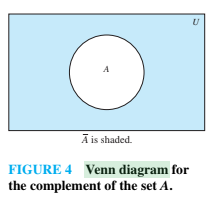 U
A
A̅ is shaded.
FIGURE 4 Venn diagram for
the complement of the set A.